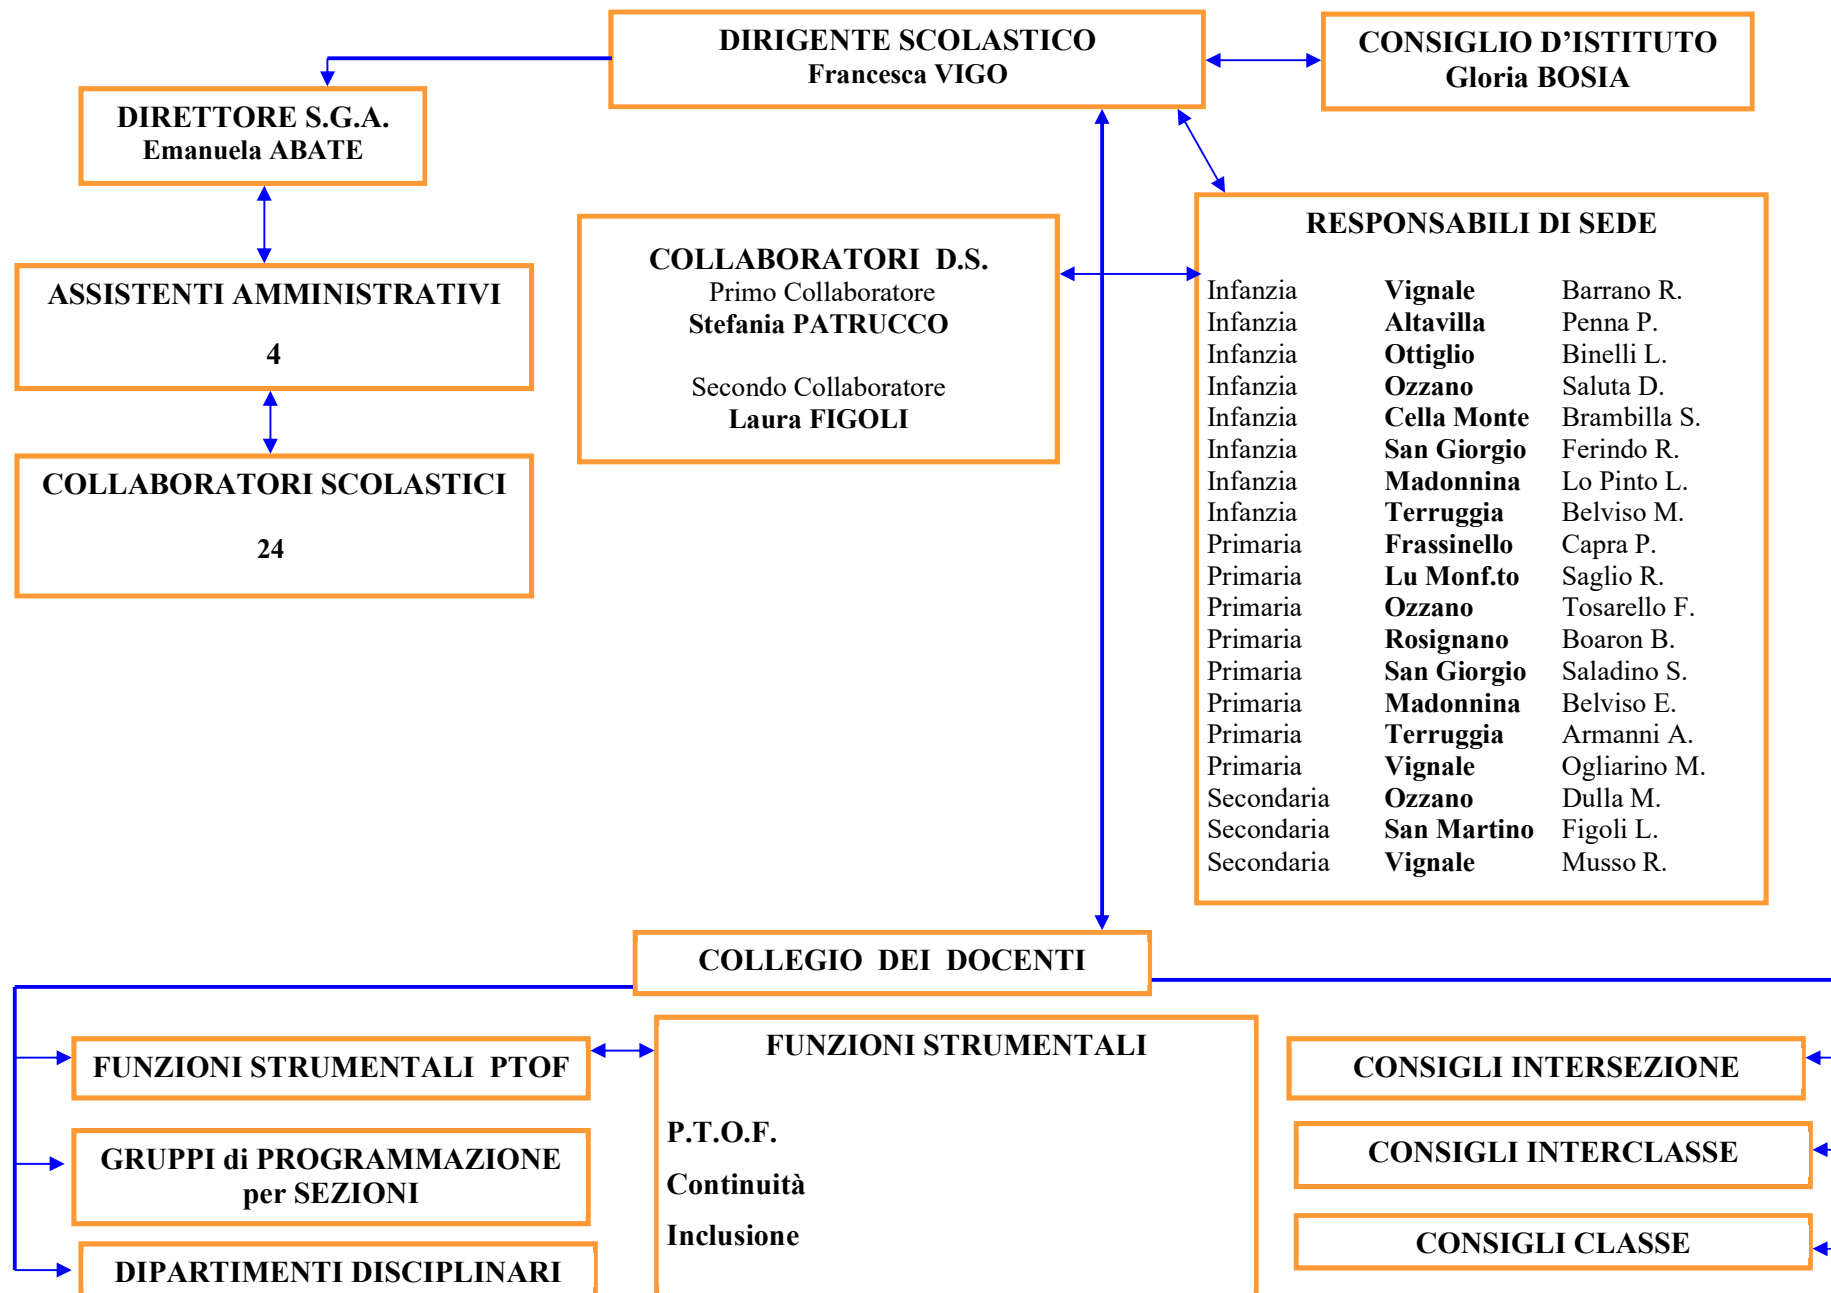 DIRIGENTE SCOLASTICO
Francesca VIGO
CONSIGLIO D’ISTITUTO
Gloria BOSIA
DIRETTORE S.G.A.
Emanuela ABATE
ASSISTENTI AMMINISTRATIVI
4
COLLABORATORI SCOLASTICI
24
COLLABORATORI D.S.
Primo Collaboratore
Stefania PATRUCCO
Secondo Collaboratore
Laura FIGOLI
RESPONSABILI DI SEDE
Infanzia Vignale Barrano R.
Infanzia Altavilla Penna P.
Infanzia Ottiglio Binelli L.
Infanzia Ozzano Saluta D.
Infanzia Cella Monte Brambilla S.
Infanzia San Giorgio Ferindo R.
Infanzia Madonnina Lo Pinto L.
Infanzia Terruggia Belviso M.
Primaria Frassinello Capra P.
Primaria Lu Monf.to Saglio R.
Primaria Ozzano Tosarello F.
Primaria Rosignano Boaron B.
Primaria San Giorgio Saladino S.
Primaria Madonnina Belviso E.
Primaria Terruggia Armanni A.
Primaria Vignale Ogliarino M.
Secondaria Ozzano Dulla M.
Secondaria San Martino Figoli L.
Secondaria Vignale Musso R.
COLLEGIO DEI DOCENTI
FUNZIONI STRUMENTALI PTOF
GRUPPI di PROGRAMMAZIONE
per SEZIONI
DIPARTIMENTI DISCIPLINARI
FUNZIONI STRUMENTALI
P.T.O.F.
Continuità
Inclusione
CONSIGLI INTERSEZIONE
CONSIGLI INTERCLASSE
CONSIGLI CLASSE